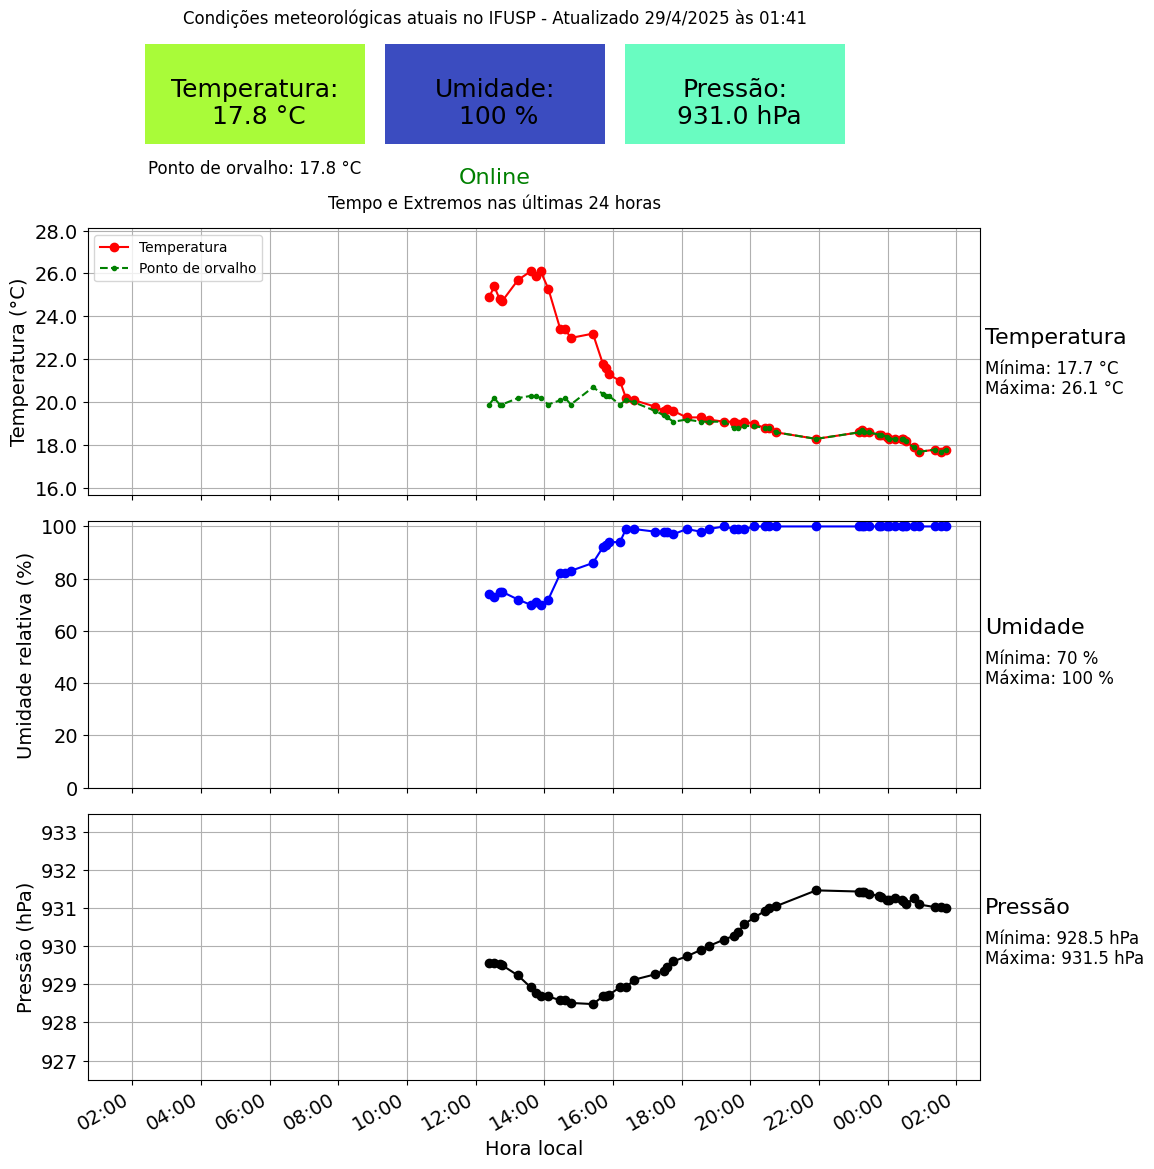 Condições meteorológicas atuais no IFUSP - Atualizado 29/4/2025 às 01:41
Temperatura:
17.8 °C
Umidade:
100 %
Pressão:
931.0 hPa
Ponto de orvalho: 17.8 °C
Online
Tempo e Extremos nas últimas 24 horas
Temperatura (°C)
28.0
26.0
24.0
22.0
20.0
18.0
16.0
Temperatura
Ponto de orvalho
Temperatura
Mínima: 17.7 °C
Máxima: 26.1 °C
Umidade relativa (%)
100
80
60
40
20
0
Umidade
Mínima: 70 %
Máxima: 100 %
Pressão (hPa)
933
932
931
930
929
928
927
Pressão
Mínima: 928.5 hPa
Máxima: 931.5 hPa
02:00
04:00
06:00
08:00
10:00
12:00
14:00
16:00
18:00
20:00
22:00
00:00
02:00
Hora local